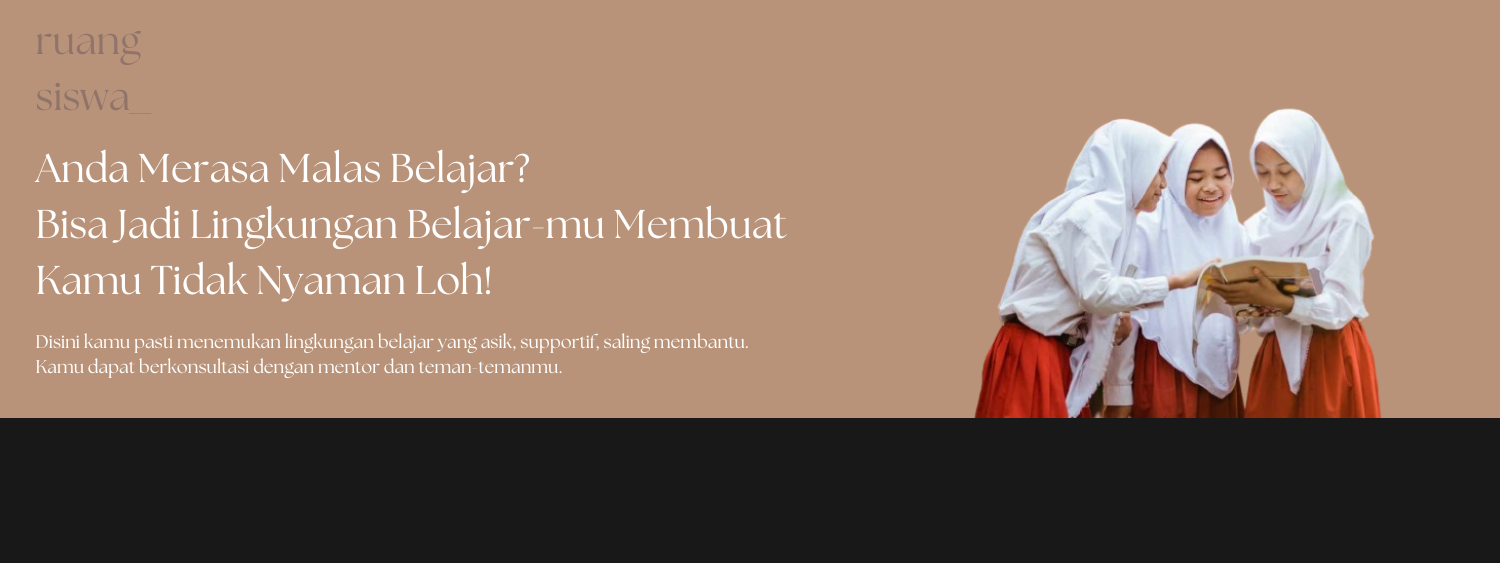 ruang
siswa_
Anda Merasa Malas Belajar?
Bisa Jadi Lingkungan Belajar-mu Membuat
Kamu Tidak Nyaman Loh!
Disini kamu pasti menemukan lingkungan belajar yang asik, supportif, saling membantu.
Kamu dapat berkonsultasi dengan mentor dan teman-temanmu.